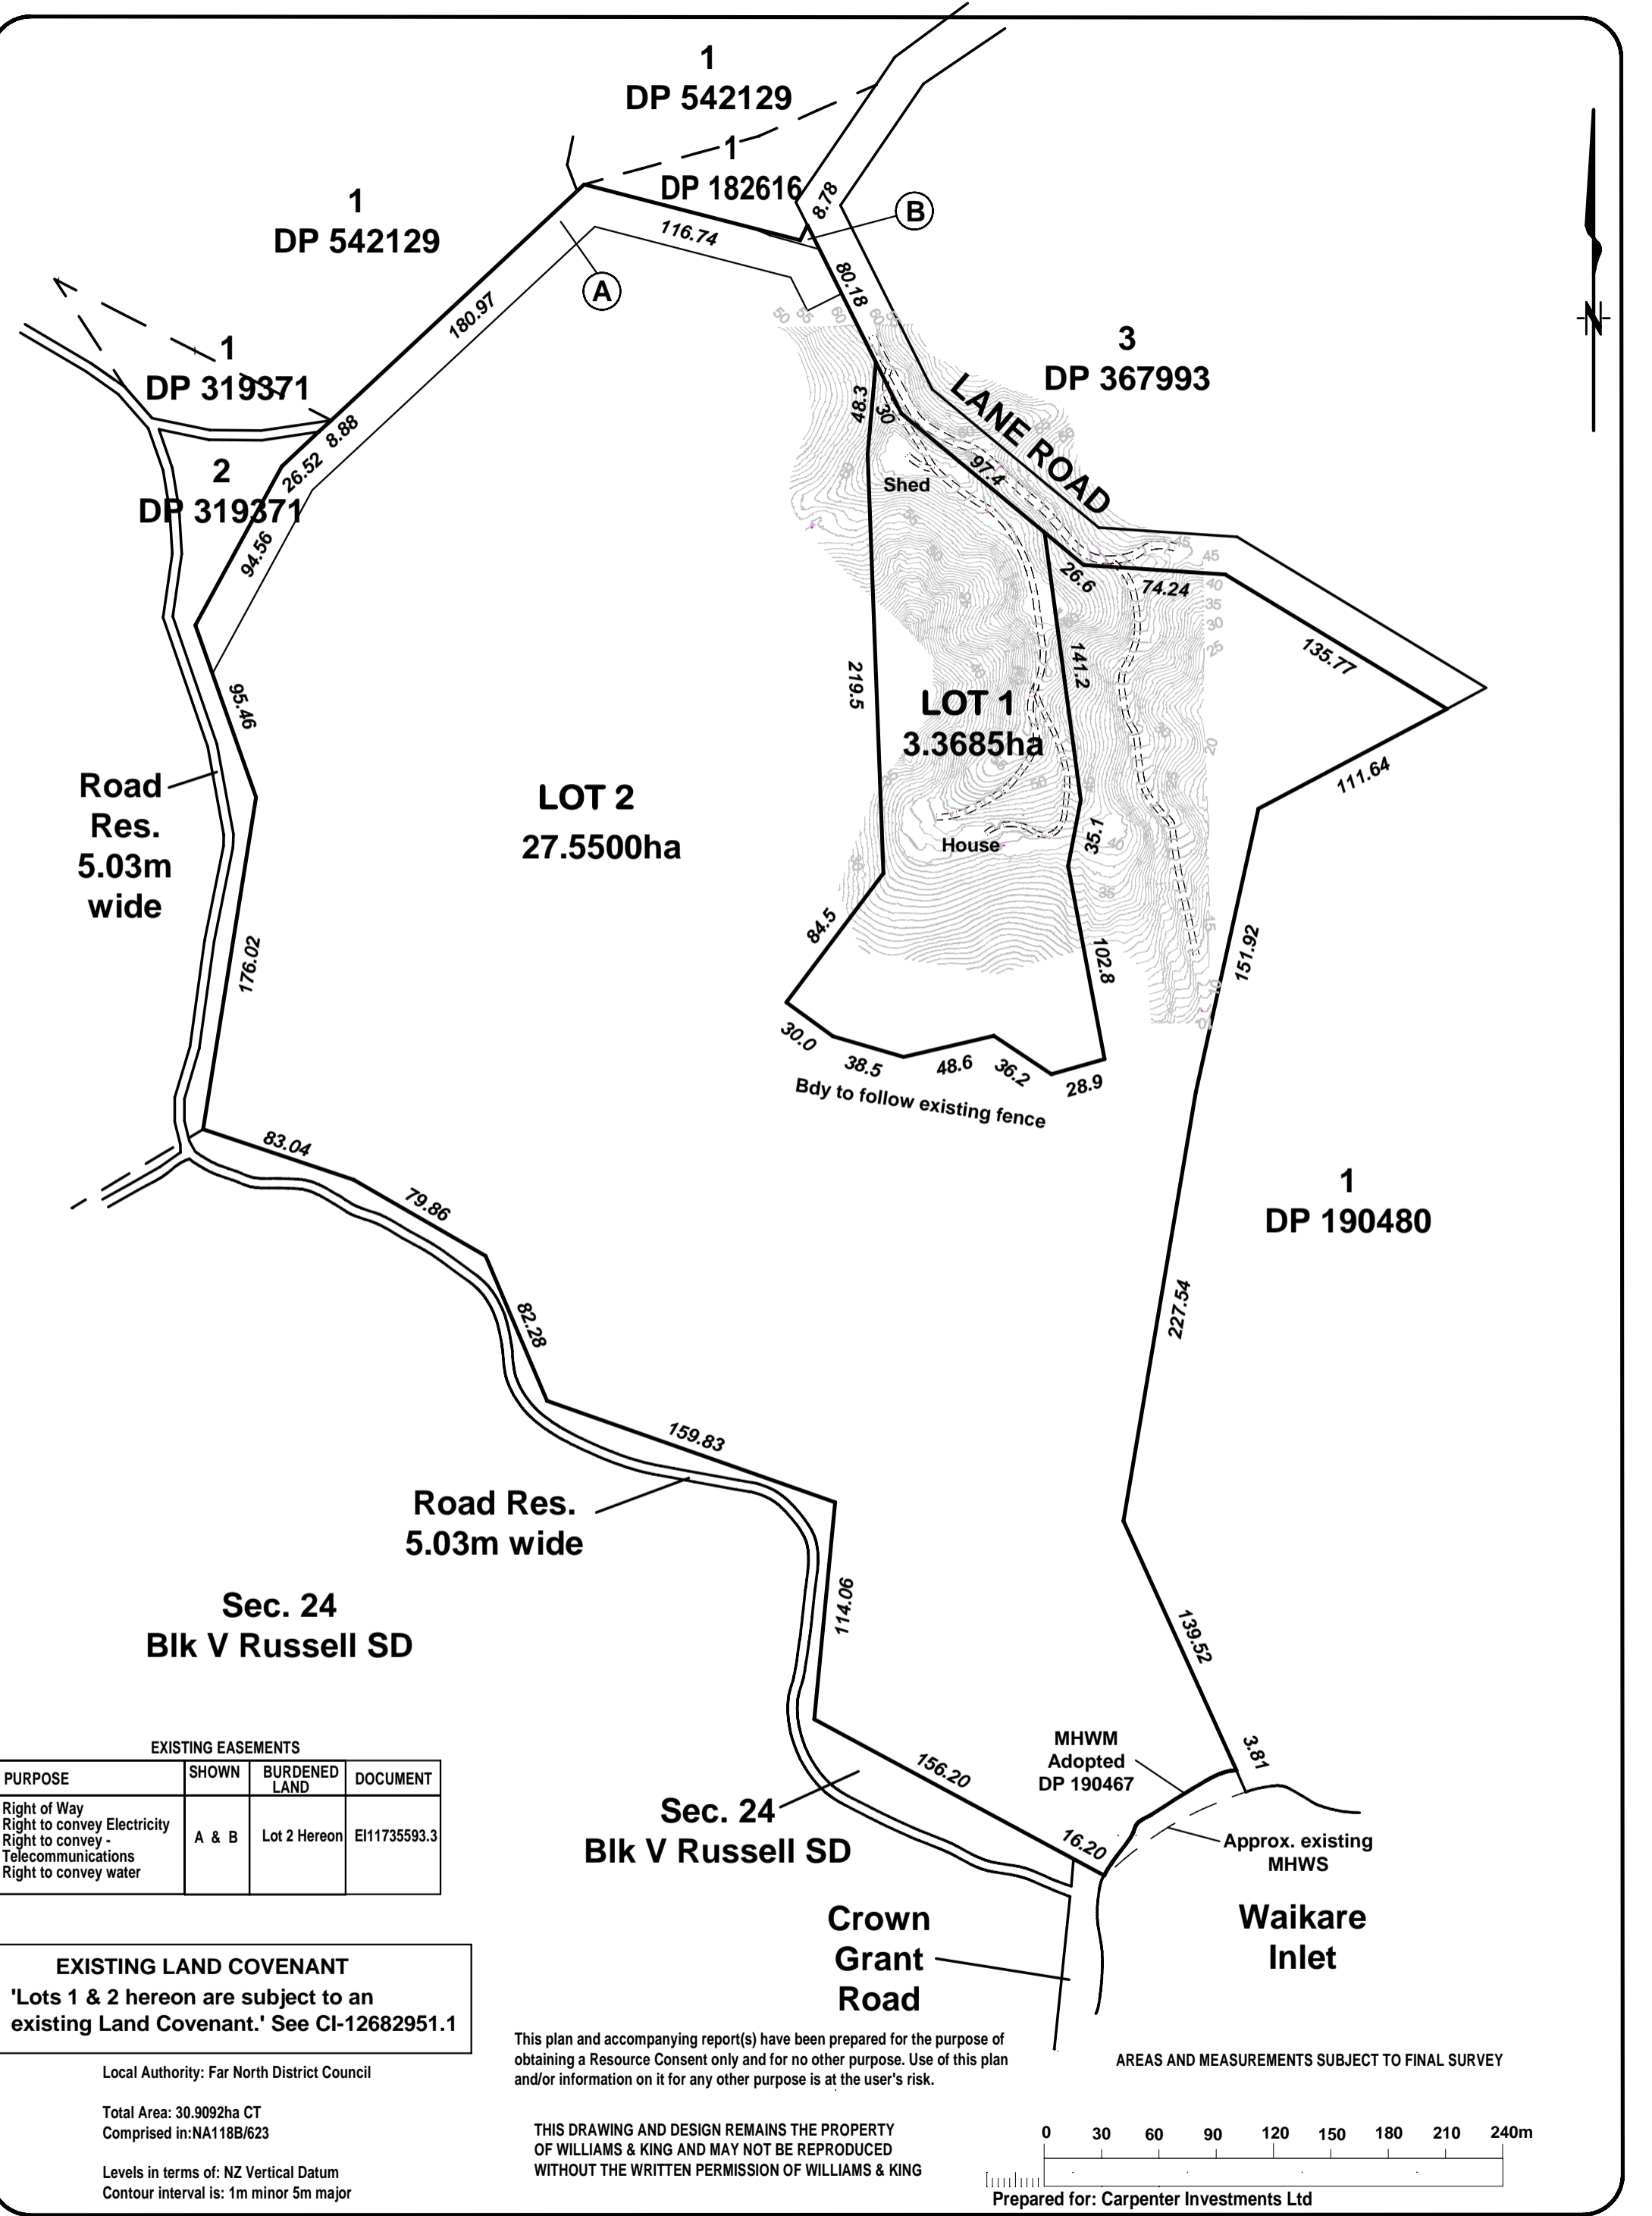 1
DP 542129
1
DP 182616
8.78
B
1
DP 542129
116.74
A
80.18
180.97
N
3
DP 367993
1
DP 319371
8.88
26.52
2
DP 319371
94.56
50
55
60
60
48.3
30
LANE ROAD
97.4
Shed
26.6
74.24
45
45
40
35
30
25
20
135.77
111.64
95.46
219.5
141.2
LOT 1
3.3685ha
LOT 2
27.5500ha
Road
Res.
5.03m
wide
50
35.1
House
40
35
15
84.5
102.8
151.92
176.02
30.0
38.5
48.6
36.2
28.9
Bdy to follow existing fence
83.04
79.86
82.28
1
DP 190480
227.54
159.83
Road Res.
5.03m wide
114.06
139.52
Sec. 24
Blk V Russell SD
3.81
MHWM
Adopted
DP 190467
156.20
16.20
Sec. 24
Blk V Russell SD
Approx. existing
MHWS
Crown
Grant
Road
Waikare
Inlet
EXISTING EASEMENTS
PURPOSE SHOWN BURDENED LAND DOCUMENT
Right of Way
Right to convey Electricity
Right to convey -
Telecommunications
Right to convey water
A & B Lot 2 Hereon EI11735593.3
EXISTING LAND COVENANT
'Lots 1 & 2 hereon are subject to an
existing Land Covenant.' See CI-12682951.1
Local Authority: Far North District Council
Total Area: 30.9092ha CT
Comprised in:NA118B/623
Levels in terms of: NZ Vertical Datum
Contour interval is: 1m minor 5m major
This plan and accompanying report(s) have been prepared for the purpose of
obtaining a Resource Consent only and for no other purpose. Use of this plan
and/or information on it for any other purpose is at the user's risk.
THIS DRAWING AND DESIGN REMAINS THE PROPERTY
OF WILLIAMS & KING AND MAY NOT BE REPRODUCED
WITHOUT THE WRITTEN PERMISSION OF WILLIAMS & KING
AREAS AND MEASUREMENTS SUBJECT TO FINAL SURVEY
0 30 60 90 120 150 180 210 240m
Prepared for: Carpenter Investments Ltd